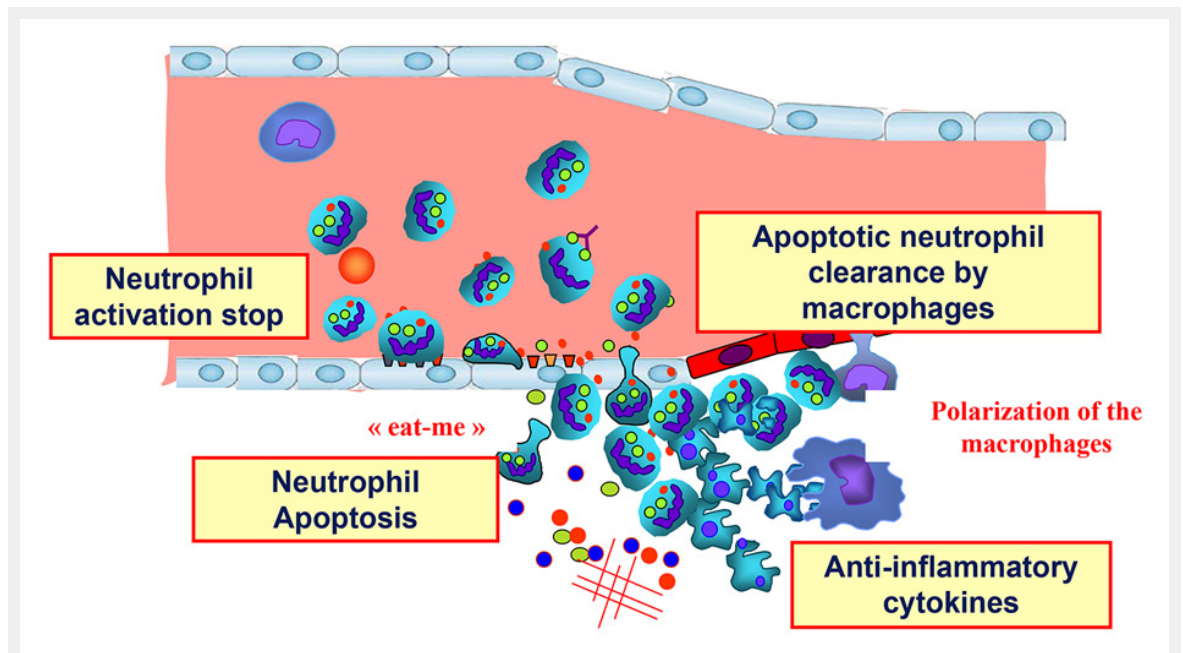 Neutrophil
activation stop
Apoptotic neutrophil
clearance by
macrophages
« eat-me »
Polarization of the
macrophages
Neutrophil
Apoptosis
Anti-inflammatory
cytokines